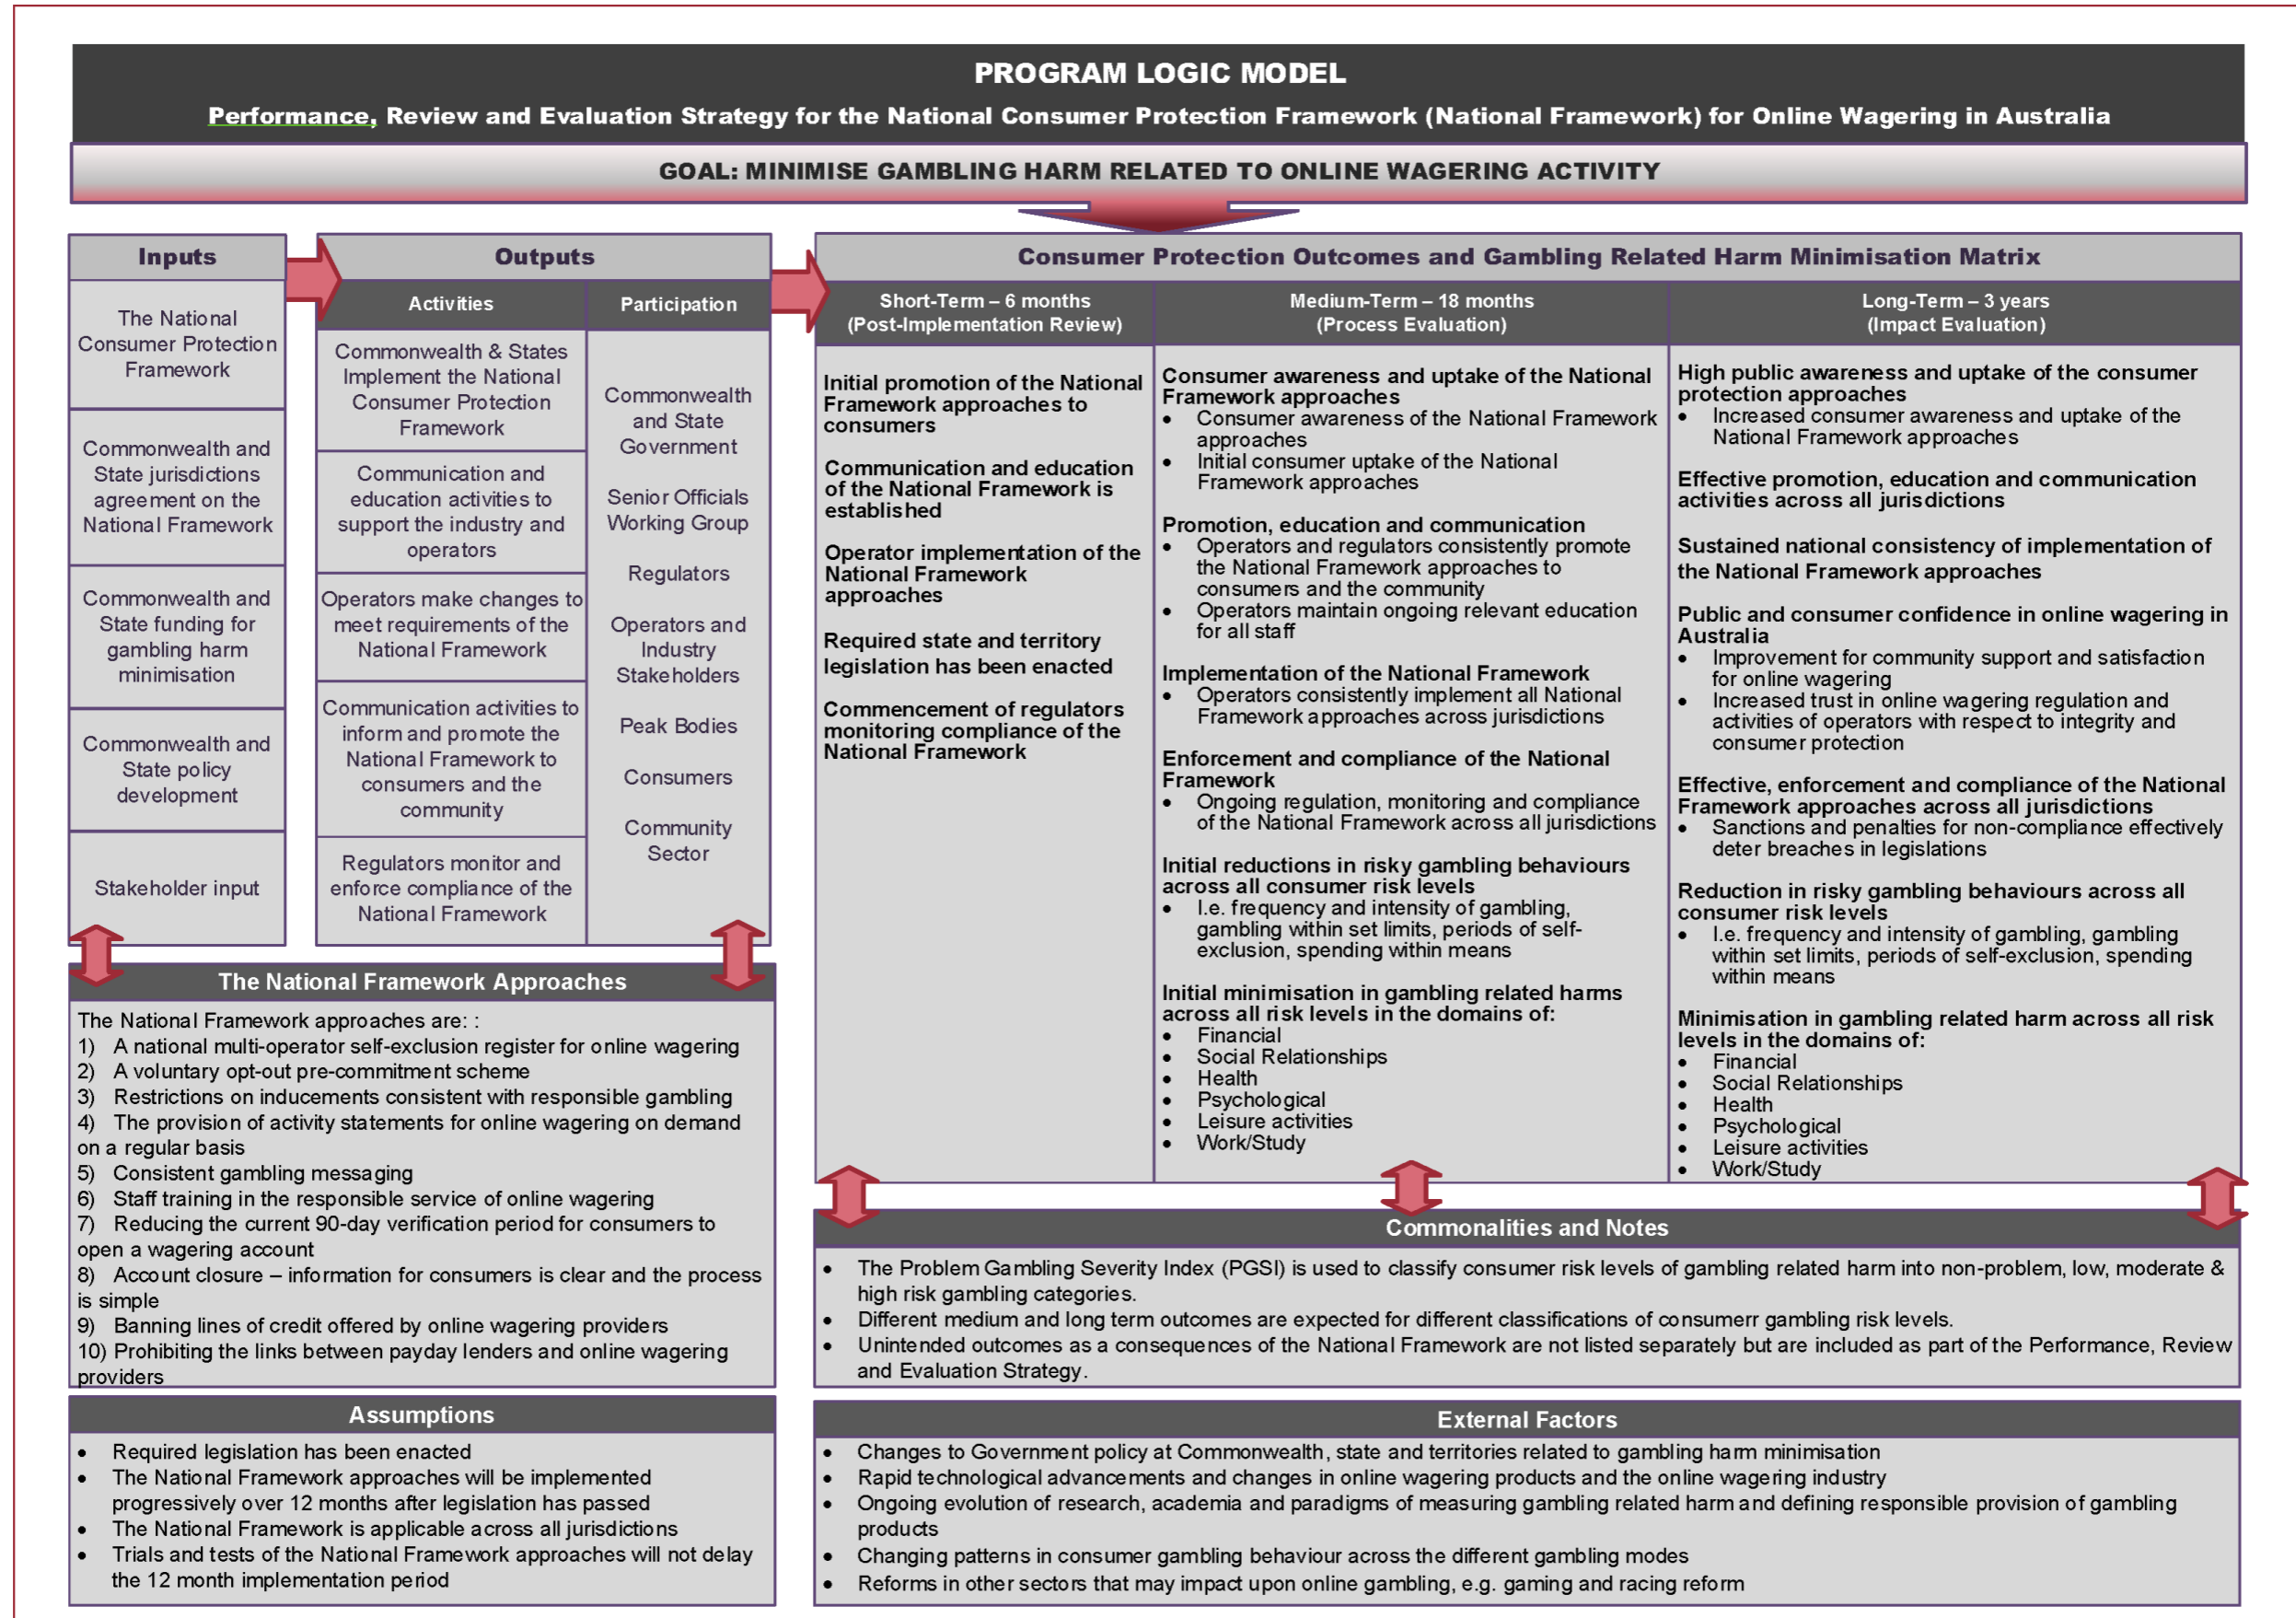 PROGRAM LOGIC MODEL
Performance, Review and Evaluation Strategy for the National Consumer Protection Framework (National Framework) for Online Wagering in Australia
GOAL: MINIMISE GAMBLING HARM RELATED TO ONLINE WAGERING ACTIVITY
Inputs
The National
Consumer Protection
Framework
Commonwealth and
State jurisdictions
agreement on the
National Framework
Commonwealth and
State funding for
gambling harm
minimisation
Commonwealth and
State policy
development
Stakeholder input
Outputs
Activities
Commonwealth & States
Implement the National
Consumer Protection
Framework
Communication and
education activities to
support the industry and
operators
Operators make changes to
meet requirements of the
National Framework
Communication activities to
inform and promote the
National Framework to
consumers and the
community
Regulators monitor and
enforce compliance of the
National Framework
Participation
Commonwealth
and State
Government
Senior Officials
Working Group
Regulators
Operators and
Industry
Stakeholders
Peak Bodies
Consumers
Community
Sector
Consumer Protection Outcomes and Gambling Related Harm Minimisation Matrix
Short-Term – 6 months
(Post-Implementation Review)
Initial promotion of the National
Framework approaches to
consumers
Communication and education
of the National Framework is
established
Operator implementation of the
National Framework
approaches
Required state and territory
legislation has been enacted
Commencement of regulators
monitoring compliance of the
National Framework
Medium-Term – 18 months
(Process Evaluation)
Consumer awareness and uptake of the National
Framework approaches
• Consumer awareness of the National Framework
approaches
• Initial consumer uptake of the National
Framework approaches
Promotion, education and communication
• Operators and regulators consistently promote
the National Framework approaches to
consumers and the community
• Operators maintain ongoing relevant education
for all staff
Implementation of the National Framework
• Operators consistently implement all National
Framework approaches across jurisdictions
Enforcement and compliance of the National
Framework
• Ongoing regulation, monitoring and compliance
of the National Framework across all jurisdictions
Initial reductions in risky gambling behaviours
across all consumer risk levels
• I.e. frequency and intensity of gambling,
gambling within set limits, periods of self-
exclusion, spending within means
Initial minimisation in gambling related harms
across all risk levels in the domains of:
• Financial
• Social Relationships
• Health
• Psychological
• Leisure activities
• Work/Study
Long-Term – 3 years
(Impact Evaluation)
High public awareness and uptake of the consumer
protection approaches
• Increased consumer awareness and uptake of the
National Framework approaches
Effective promotion, education and communication
activities across all jurisdictions
Sustained national consistency of implementation of
the National Framework approaches
Public and consumer confidence in online wagering in
Australia
• Improvement for community support and satisfaction
for online wagering
• Increased trust in online wagering regulation and
activities of operators with respect to integrity and
consumer protection
Effective, enforcement and compliance of the National
Framework approaches across all jurisdictions
• Sanctions and penalties for non-compliance effectively
deter breaches in legislations
Reduction in risky gambling behaviours across all
consumer risk levels
• I.e. frequency and intensity of gambling, gambling
within set limits, periods of self-exclusion, spending
within means
Minimisation in gambling related harm across all risk
levels in the domains of:
• Financial
• Social Relationships
• Health
• Psychological
• Leisure activities
• Work/Study
The National Framework Approaches
The National Framework approaches are: :
1) A national multi-operator self-exclusion register for online wagering
2) A voluntary opt-out pre-commitment scheme
3) Restrictions on inducements consistent with responsible gambling
4) The provision of activity statements for online wagering on demand
on a regular basis
5) Consistent gambling messaging
6) Staff training in the responsible service of online wagering
7) Reducing the current 90-day verification period for consumers to
open a wagering account
8) Account closure – information for consumers is clear and the process
is simple
9) Banning lines of credit offered by online wagering providers
10) Prohibiting the links between payday lenders and online wagering
providers
Commonalities and Notes
• The Problem Gambling Severity Index (PGSI) is used to classify consumer risk levels of gambling related harm into non-problem, low, moderate &
high risk gambling categories.
• Different medium and long term outcomes are expected for different classifications of consumerr gambling risk levels.
• Unintended outcomes as a consequences of the National Framework are not listed separately but are included as part of the Performance, Review
and Evaluation Strategy.
Assumptions
• Required legislation has been enacted
• The National Framework approaches will be implemented
progressively over 12 months after legislation has passed
• The National Framework is applicable across all jurisdictions
• Trials and tests of the National Framework approaches will not delay
the 12 month implementation period
External Factors
• Changes to Government policy at Commonwealth, state and territories related to gambling harm minimisation
• Rapid technological advancements and changes in online wagering products and the online wagering industry
• Ongoing evolution of research, academia and paradigms of measuring gambling related harm and defining responsible provision of gambling
products
• Changing patterns in consumer gambling behaviour across the different gambling modes
• Reforms in other sectors that may impact upon online gambling, e.g. gaming and racing reform